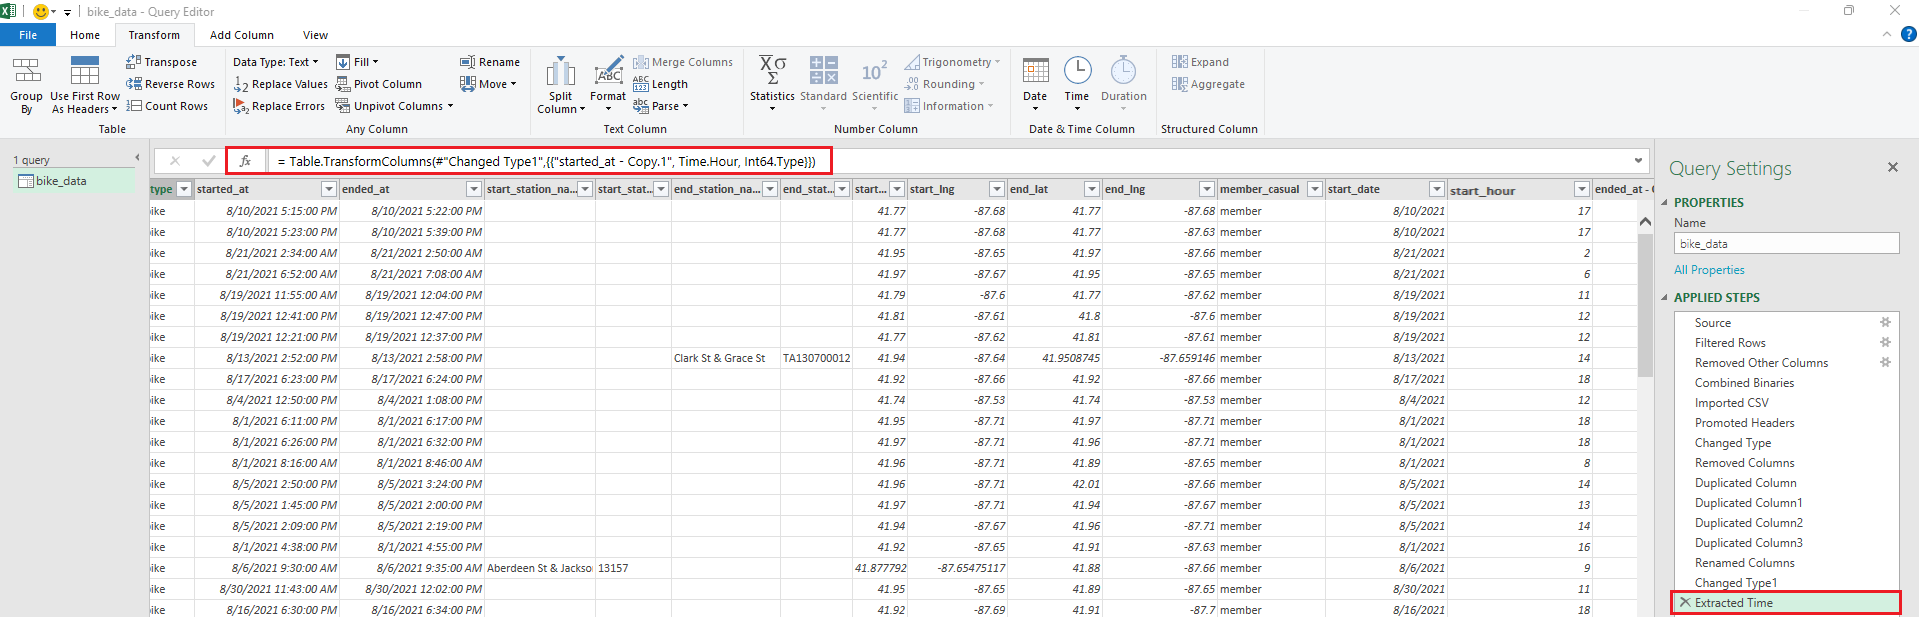 bike_data - Query Editor
File Home Transform Add Column View
Group By
Use First Row As Headers
Transpose
Reverse Rows
Count Rows
Table
Data Type: Text
Replace Values
Replace Errors
Fill
Pivot Column
Unpivot Columns
Rename
Move
Any Column
Split Column
Format
Merge Columns
Length
Parse
Text Column
Statistics
Standard
Scientific
Trigonometry
Rounding
Information
Number Column
Date
Time
Duration
Date & Time Column
Expand
Aggregate
Structured Column
1 query
bike_data
fx = Table.TransformColumns(#"Changed Type1",{{"started_at - Copy.1", Time.Hour, Int64.Type}})
type started_at ended_at start_station_na... start_stat... end_station_na... end_stat... start... start_lng end_lat end_lng member_casual start_date start_hour ended_at -
bike 8/10/2021 5:15:00 PM 8/10/2021 5:22:00 PM 41.77 -87.68 41.77 -87.68 member 8/10/2021 17
bike 8/10/2021 5:23:00 PM 8/10/2021 5:39:00 PM 41.77 -87.68 41.77 -87.63 member 8/10/2021 17
bike 8/21/2021 2:34:00 AM 8/21/2021 2:50:00 AM 41.95 -87.65 41.97 -87.66 member 8/21/2021 2
bike 8/21/2021 6:52:00 AM 8/21/2021 7:08:00 AM 41.97 -87.67 41.95 -87.65 member 8/21/2021 6
bike 8/19/2021 11:55:00 AM 8/19/2021 12:04:00 PM 41.79 -87.6 41.77 -87.62 member 8/19/2021 11
bike 8/19/2021 12:41:00 PM 8/19/2021 12:47:00 PM 41.81 -87.61 41.8 -87.6 member 8/19/2021 12
bike 8/19/2021 12:21:00 PM 8/19/2021 12:37:00 PM 41.77 -87.62 41.81 -87.61 member 8/19/2021 12
bike 8/13/2021 2:52:00 PM 8/13/2021 2:58:00 PM Clark St & Grace St TA130700012 41.94 -87.64 41.9508745 -87.659146 member 8/13/2021 14
bike 8/17/2021 6:23:00 PM 8/17/2021 6:24:00 PM 41.92 -87.66 41.92 -87.66 member 8/17/2021 18
bike 8/4/2021 12:50:00 PM 8/4/2021 1:08:00 PM 41.74 -87.53 41.74 -87.53 member 8/4/2021 12
bike 8/1/2021 6:11:00 PM 8/1/2021 6:17:00 PM 41.95 -87.71 41.97 -87.71 member 8/1/2021 18
bike 8/1/2021 6:26:00 PM 8/1/2021 6:32:00 PM 41.97 -87.71 41.96 -87.71 member 8/1/2021 18
bike 8/1/2021 8:16:00 AM 8/1/2021 8:46:00 AM 41.96 -87.71 41.89 -87.65 member 8/1/2021 8
bike 8/5/2021 2:50:00 PM 8/5/2021 3:24:00 PM 41.96 -87.71 42.01 -87.66 member 8/5/2021 14
bike 8/5/2021 1:45:00 PM 8/5/2021 2:00:00 PM 41.97 -87.71 41.94 -87.67 member 8/5/2021 13
bike 8/5/2021 2:09:00 PM 8/5/2021 2:19:00 PM 41.94 -87.67 41.96 -87.71 member 8/5/2021 14
bike 8/1/2021 4:38:00 PM 8/1/2021 4:55:00 PM 41.92 -87.65 41.91 -87.63 member 8/1/2021 16
bike 8/6/2021 9:30:00 AM 8/6/2021 9:35:00 AM Aberdeen St & Jackso 13157 41.877792 -87.65475117 41.88 -87.66 member 8/6/2021 9
bike 8/30/2021 11:43:00 AM 8/30/2021 12:02:00 PM 41.95 -87.65 41.89 -87.65 member 8/30/2021 11
bike 8/16/2021 6:30:00 PM 8/16/2021 6:34:00 PM 41.92 -87.69 41.91 -87.7 member 8/16/2021 18
Query Settings
PROPERTIES
Name
bike_data
All Properties
APPLIED STEPS
Source
Filtered Rows
Removed Other Columns
Combined Binaries
Imported CSV
Promoted Headers
Changed Type
Removed Columns
Duplicated Column
Duplicated Column1
Duplicated Column2
Duplicated Column3
Renamed Columns
Changed Type1
Extracted Time